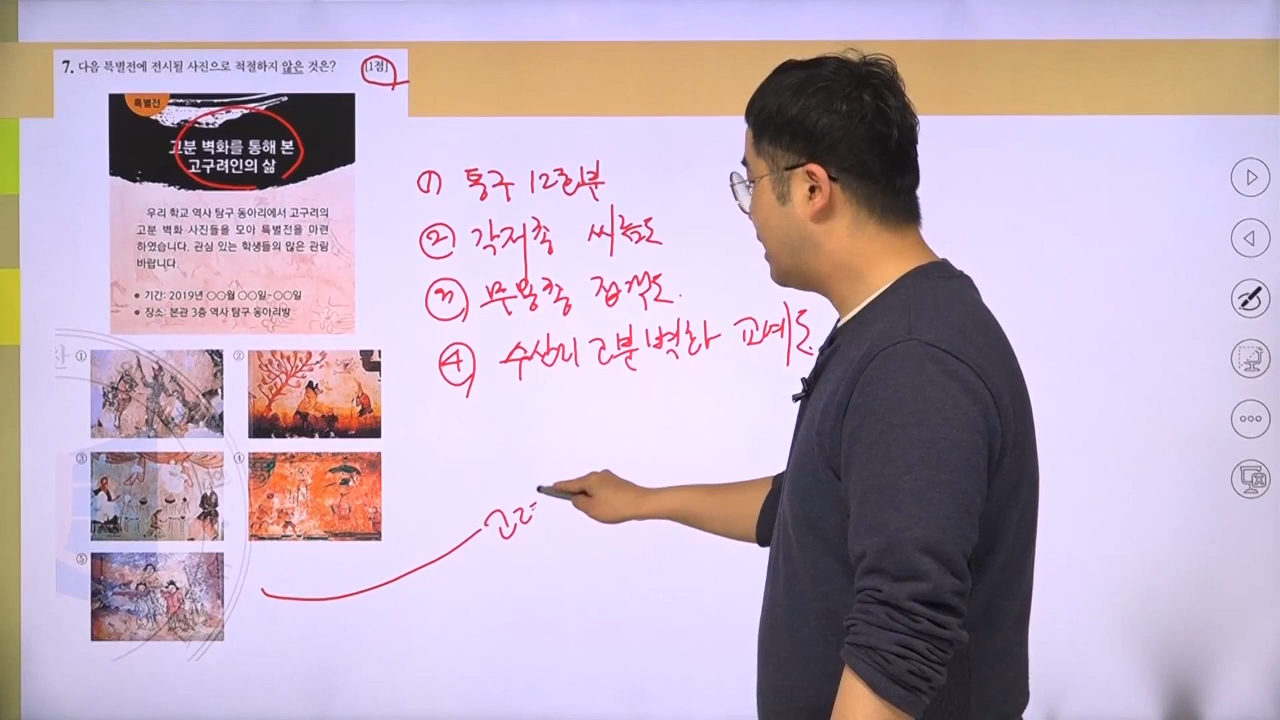 7. 다음 특별전에 전시될 사진으로 적절하지 않은 것은? [1점]
특별전
고분 벽화를 통해 본
고구려인의 삶
우리 학교 역사 탐구 동아리에서 고구려의
고분 벽화 사진들을 모아 특별전을 마련
하였습니다. 관심 있는 학생들의 많은 관람
바랍니다.
● 기간: 2019년 ○○월 ○○일~○○일
● 장소: 본관 3층 역사 탐구 동아리방
①
②
③
④
⑤
① 통구 12호분
② 각저총 씨름도
③ 무용총 접객도.
④ 수산리 고분벽화 교예도.
고려